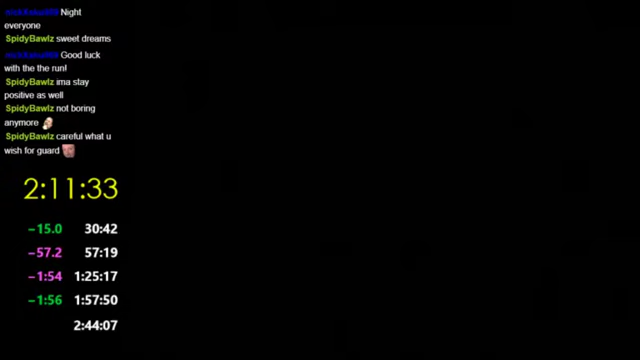 Night
everyone
SpidyBawlz sweet dreams
Good luck
with the the run!
SpidyBawlz ima stay
positive as well
SpidyBawlz not boring
anymore
SpidyBawlz careful what u
wish for guard
2:11:33
-15.0 30:42
-57.2 57:19
-1:54 1:25:17
-1:56 1:57:50
2:44:07